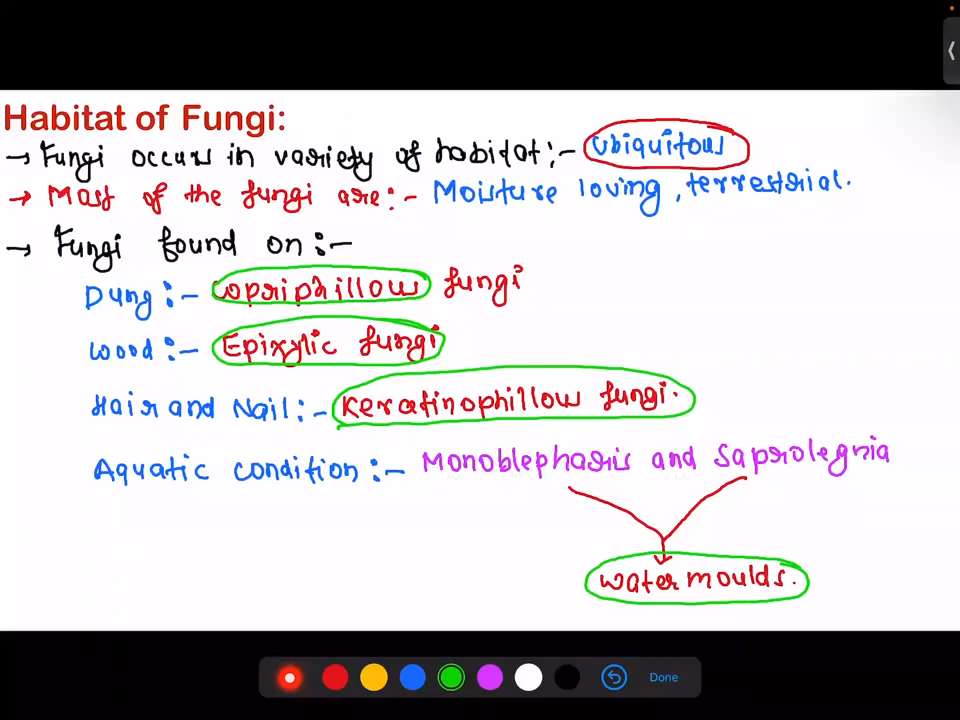 Habitat of Fungi:
→ Fungi occurs in variety of habitat:- ubiquitous
→ Most of the fungi are:- Moisture loving, terrestrial.
→ Fungi found on:-
Dung:- copriphillow fungi
Wood:- Epixylic fungi
Hair and Nail:- Keratinophillow fungi.
Aquatic condition:- Monoblepharis and Saprolegnia
water moulds.
Done